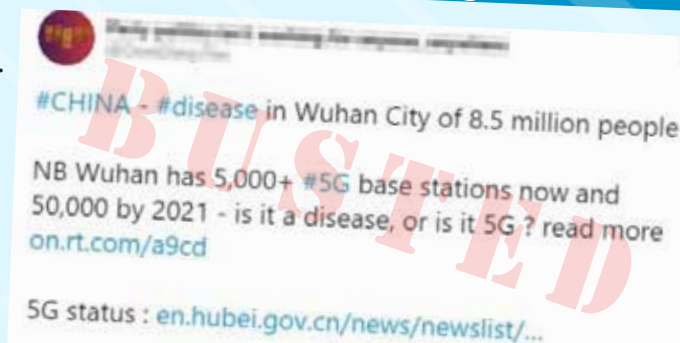 #CHINA - #disease in Wuhan City of 8.5 million people
NB Wuhan has 5,000+ #5G base stations now and
50,000 by 2021 - is it a disease, or is it 5G ? read more
on.rt.com/a9cd
5G status : en.hubei.gov.cn/news/newslist/...
BUSTED